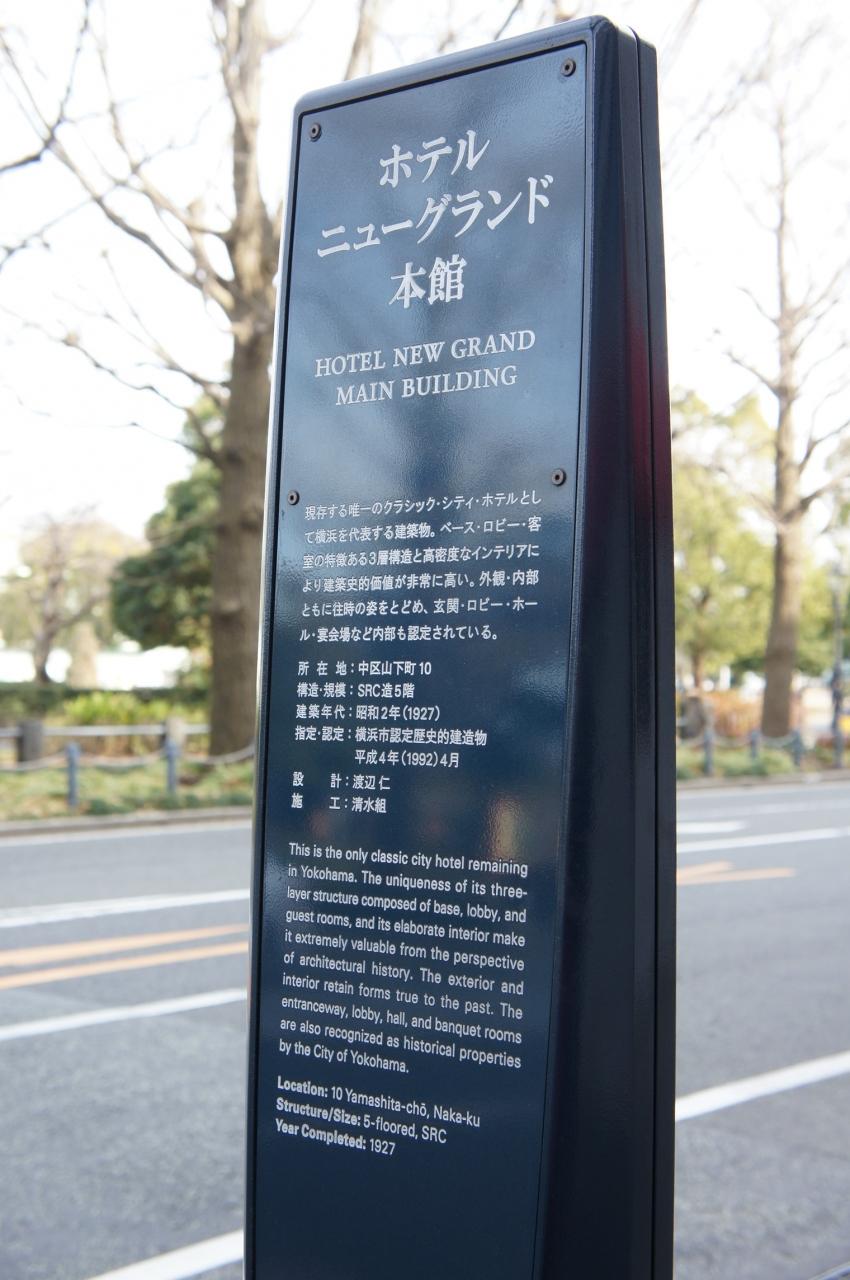 ホテル
ニューグランド
本館
HOTEL NEW GRAND
MAIN BUILDING
現存する唯一のクラシック・シティ・ホテルとし
て横浜を代表する建築物。ベース・ロビー・客
室の特徴ある3層構造と高密度なインテリアに
より建築史的価値が非常に高い。外観・内部
ともに往時の姿をとどめ、玄関・ロビー・ホー
ル・宴会場など内部も認定されている。
所在地：中区山下町10
構造・規模：SRC造5階
建築年代：昭和2年（1927）
指定・認定：横浜市認定歴史的建造物
平成4年（1992）4月
設計：渡辺 仁
施工：清水組
This is the only classic city hotel remaining
in Yokohama. The uniqueness of its three-
layer structure composed of base, lobby, and
guest rooms, and its elaborate interior make
it extremely valuable from the perspective
of architectural history. The exterior and
interior retain forms true to the past. The
entranceway, lobby, hall, and banquet rooms
are also recognized as historical properties
by the City of Yokohama.
Location: 10 Yamashita-chō, Naka-ku
Structure/Size: 5-floored, SRC
Year Completed: 1927